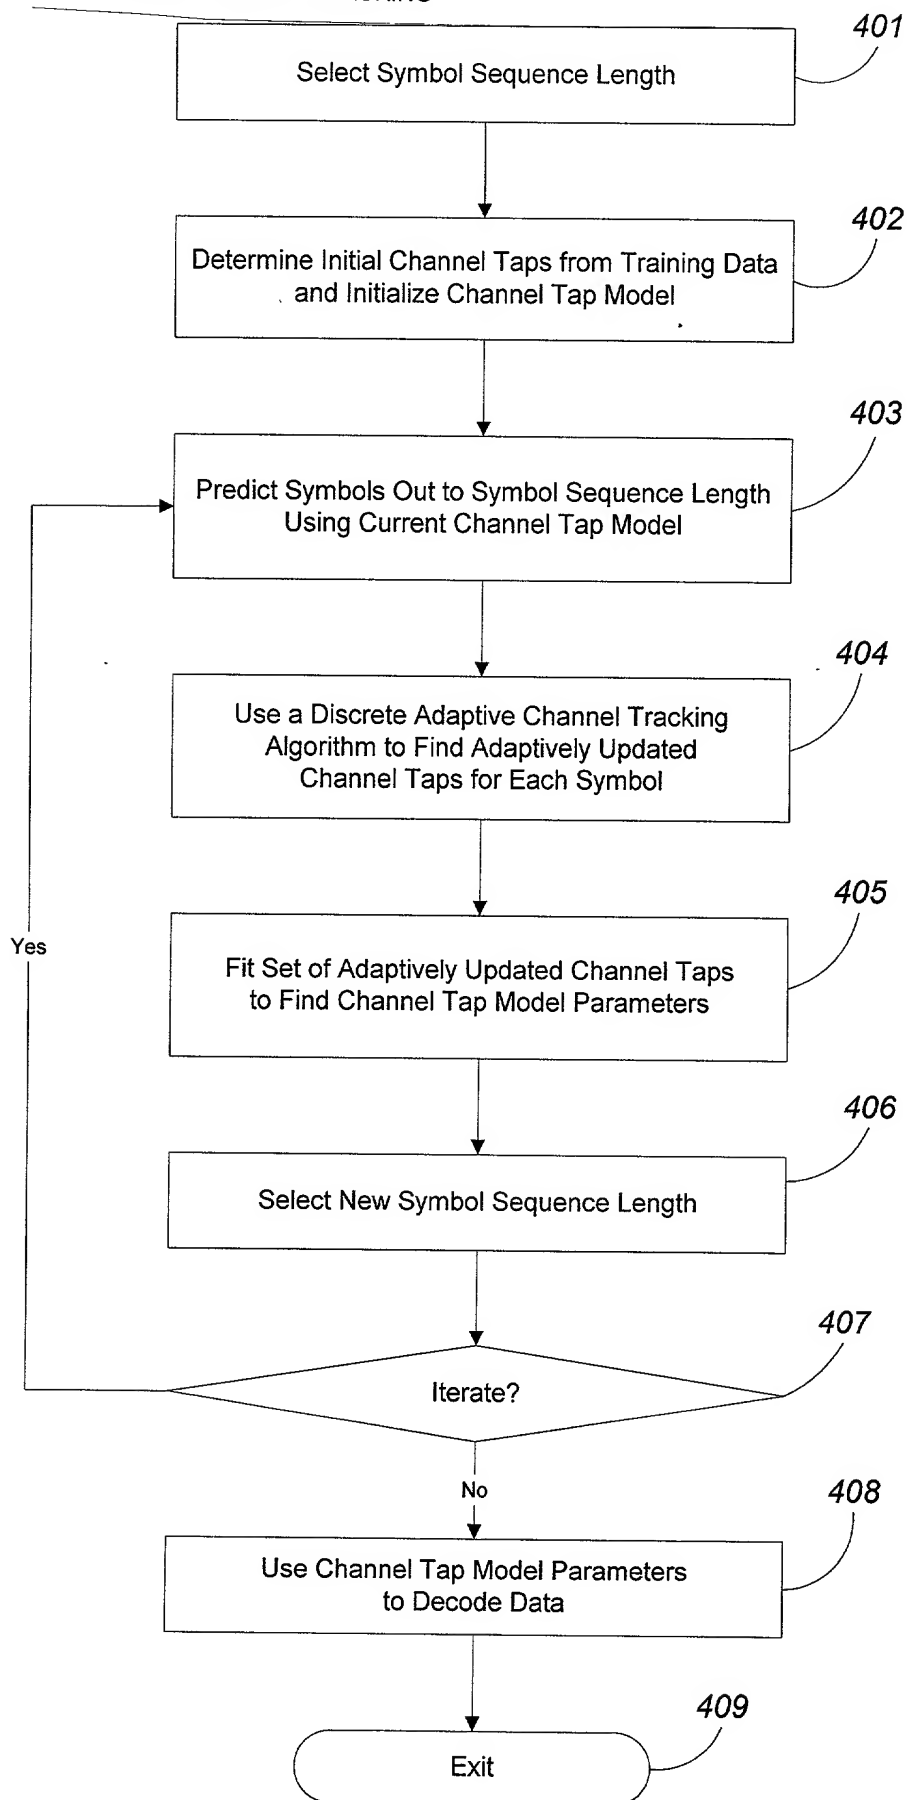 401
Select Symbol Sequence Length
402
Determine Initial Channel Taps from Training Data
and Initialize Channel Tap Model
403
Predict Symbols Out to Symbol Sequence Length
Using Current Channel Tap Model
404
Use a Discrete Adaptive Channel Tracking
Algorithm to Find Adaptively Updated
Channel Taps for Each Symbol
405
Yes
Fit Set of Adaptively Updated Channel Taps
to Find Channel Tap Model Parameters
406
Select New Symbol Sequence Length
407
Iterate?
No
408
Use Channel Tap Model Parameters
to Decode Data
409
Exit